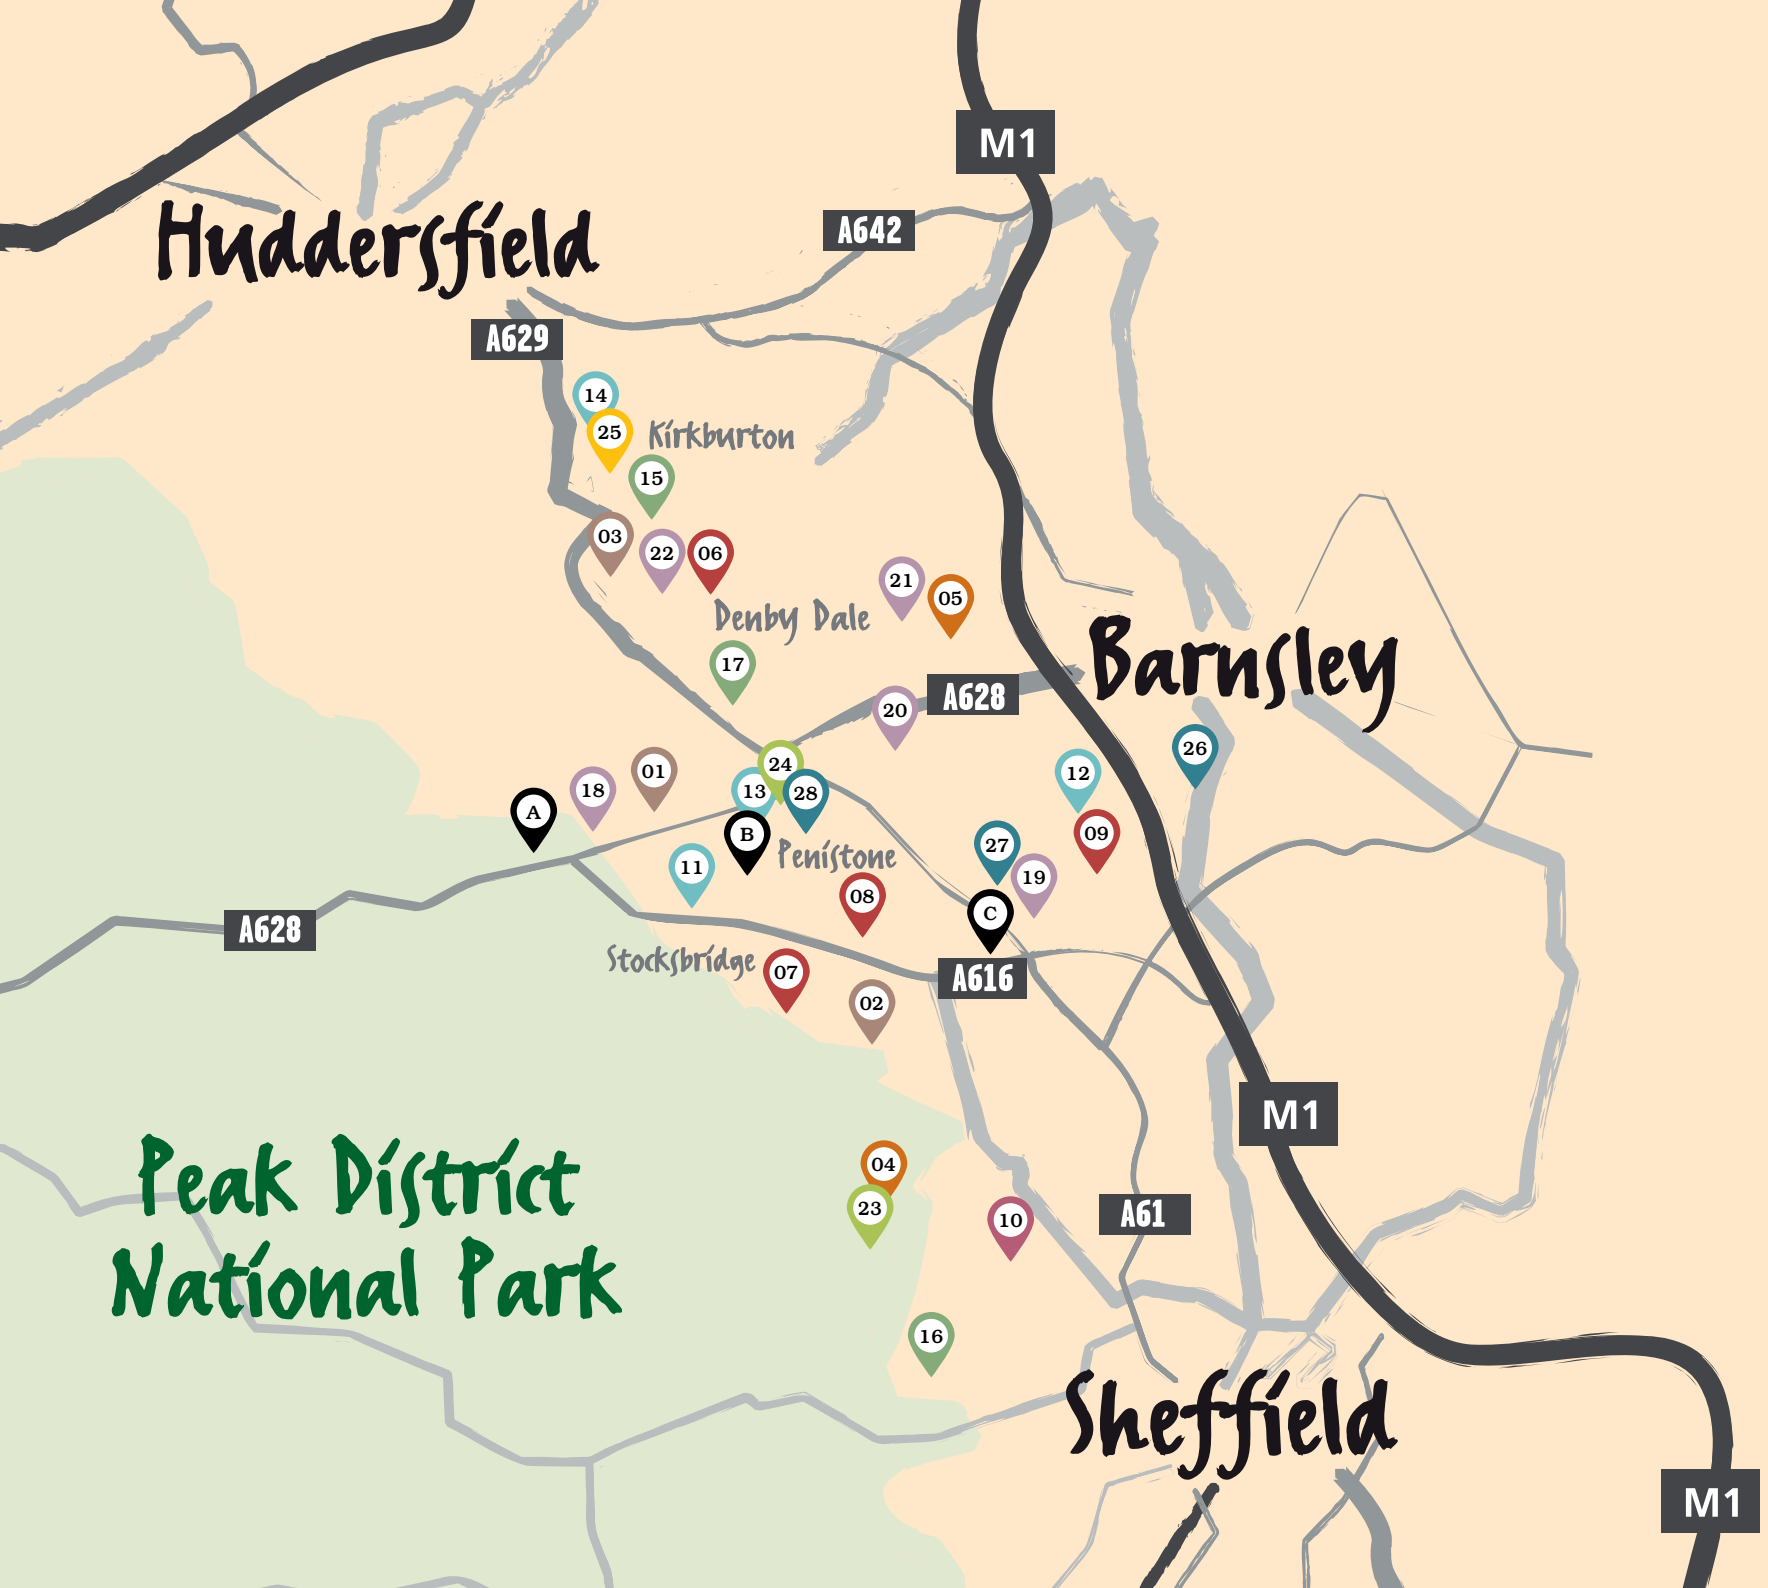 M1
Huddersfield
A642
A629
14
25
Kirkburton
15
03
22
06
21
05
Denby Dale
17
Barnsley
A628
20
26
24
01
12
18
13
28
A
B
09
27
Penistone
11
19
08
C
A628
Stocksbridge
07
A616
02
M1
04
Peak District
23
A61
10
National Park
16
Sheffield
M1